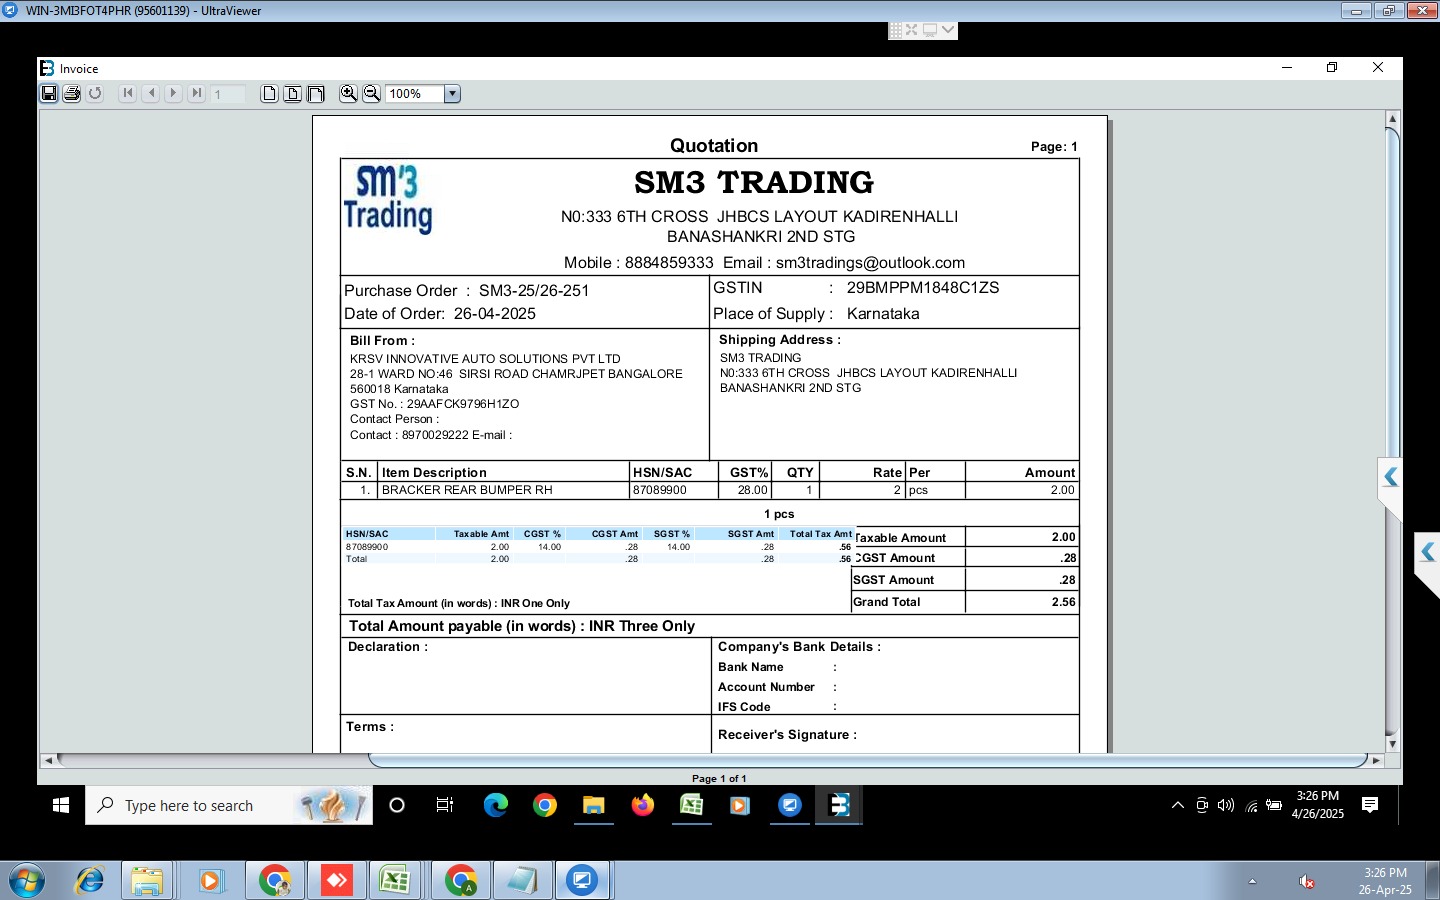 WIN-3MI3FOT4PHR (95601139) - UltraViewer
Invoice
1
100%
Quotation
Page: 1
sm'3
Trading
SM3 TRADING
N0:333 6TH CROSS JHBCS LAYOUT KADIRENHALLI
BANASHANKRI 2ND STG
Mobile : 8884859333 Email : sm3tradings@outlook.com
Purchase Order : SM3-25/26-251
Date of Order: 26-04-2025
GSTIN : 29BMPPM1848C1ZS
Place of Supply : Karnataka
Bill From :
KRSV INNOVATIVE AUTO SOLUTIONS PVT LTD
28-1 WARD NO:46 SIRSI ROAD CHAMRJPET BANGALORE
560018 Karnataka
GST No. : 29AAFCK9796H1ZO
Contact Person :
Contact : 8970029222 E-mail :
Shipping Address :
SM3 TRADING
N0:333 6TH CROSS JHBCS LAYOUT KADIRENHALLI
BANASHANKRI 2ND STG
S.N. Item Description HSN/SAC GST% QTY Rate Per Amount
1. BRACKER REAR BUMPER RH 87089900 28.00 1 2 pcs 2.00
1 pcs
HSN/SAC Taxable Amt CGST % CGST Amt SGST % SGST Amt Total Tax Amt
87089900 2.00 14.00 .28 14.00 .28 .56
Total 2.00 .28 .28 .56
Total Tax Amount (in words) : INR One Only
Taxable Amount 2.00
CGST Amount .28
SGST Amount .28
Grand Total 2.56
Total Amount payable (in words) : INR Three Only
Declaration :
Company's Bank Details :
Bank Name :
Account Number :
IFS Code :
Terms :
Receiver's Signature :
Page 1 of 1
Type here to search
3:26 PM
4/26/2025
3:26 PM
26-Apr-25